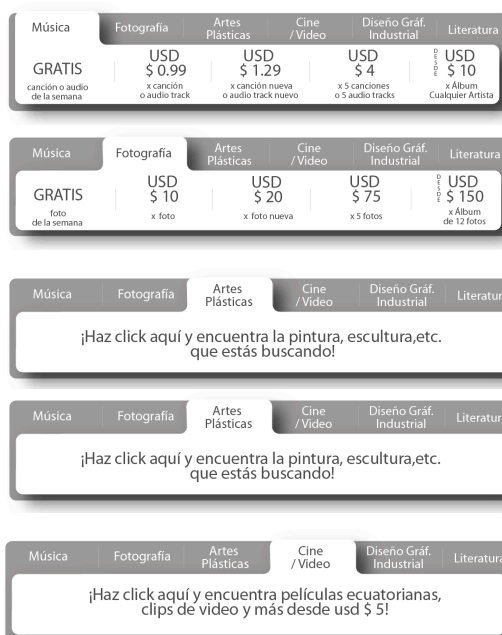 Música Fotografía Artes Plásticas Cine / Video Diseño Gráf. Industrial Literatura
GRATIS USD $ 0.99 USD $ 1.29 USD $ 4 DESDE USD $ 10
canción o audio de la semana x canción o audio track x canción nueva o audio track nuevo x 5 canciones o 5 audio tracks x Álbum Cualquier Artista
Música Fotografía Artes Plásticas Cine / Video Diseño Gráf. Industrial Literatura
GRATIS USD $ 10 USD $ 20 USD $ 75 DESDE USD $ 150
foto de la semana x foto x foto nueva x 5 fotos x Álbum de 12 fotos
Música Fotografía Artes Plásticas Cine / Video Diseño Gráf. Industrial Literatur
¡Haz click aquí y encuentra la pintura, escultura,etc.
que estás buscando!
Música Fotografía Artes Plásticas Cine / Video Diseño Gráf. Industrial Literatur
¡Haz click aquí y encuentra la pintura, escultura,etc.
que estás buscando!
Música Fotografía Artes Plásticas Cine / Video Diseño Gráf. Industrial Literatura
¡Haz click aquí y encuentra películas ecuatorianas,
clips de video y más desde usd $ 5!